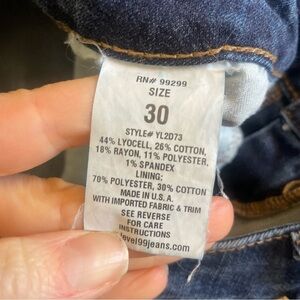 RN# 99299
SIZE
30
STYLE# YL2D73
44% LYOCELL, 26% COTTON,
18% RAYON, 11% POLYESTER,
1% SPANDEX
LINING;
70% POLYESTER, 30% COTTON
MADE IN U.S.A.
WITH IMPORTED FABRIC & TRIM
SEE REVERSE
FOR CARE
INSTRUCTIONS
level99jeans.com